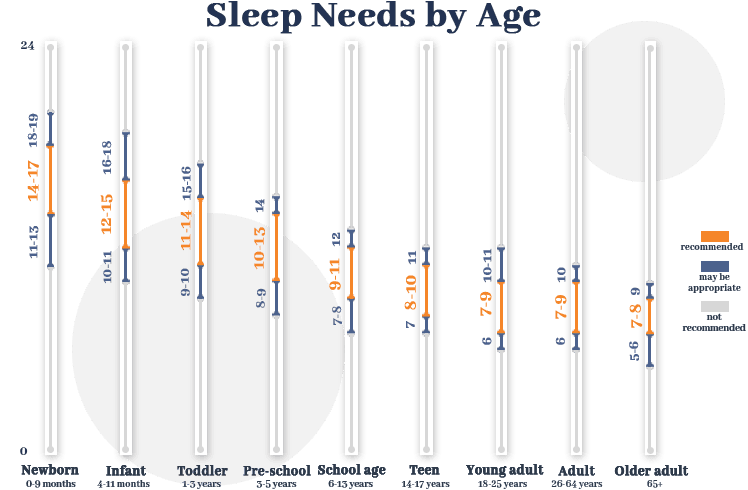 Sleep Needs by Age
24
18-19
14-17
11-13
16-18
12-15
10-11
15-16
11-14
9-10
14
10-13
8-9
12
9-11
7-8
11
8-10
7
10-11
7-9
6
10
7-9
6
9
7-8
5-6
recommended
may be
appropriate
not
recommended
0
Newborn
0-9 months
Infant
4-11 months
Toddler
1-3 years
Pre-school
3-5 years
School age
6-13 years
Teen
14-17 years
Young adult
18-25 years
Adult
26-64 years
Older adult
65+